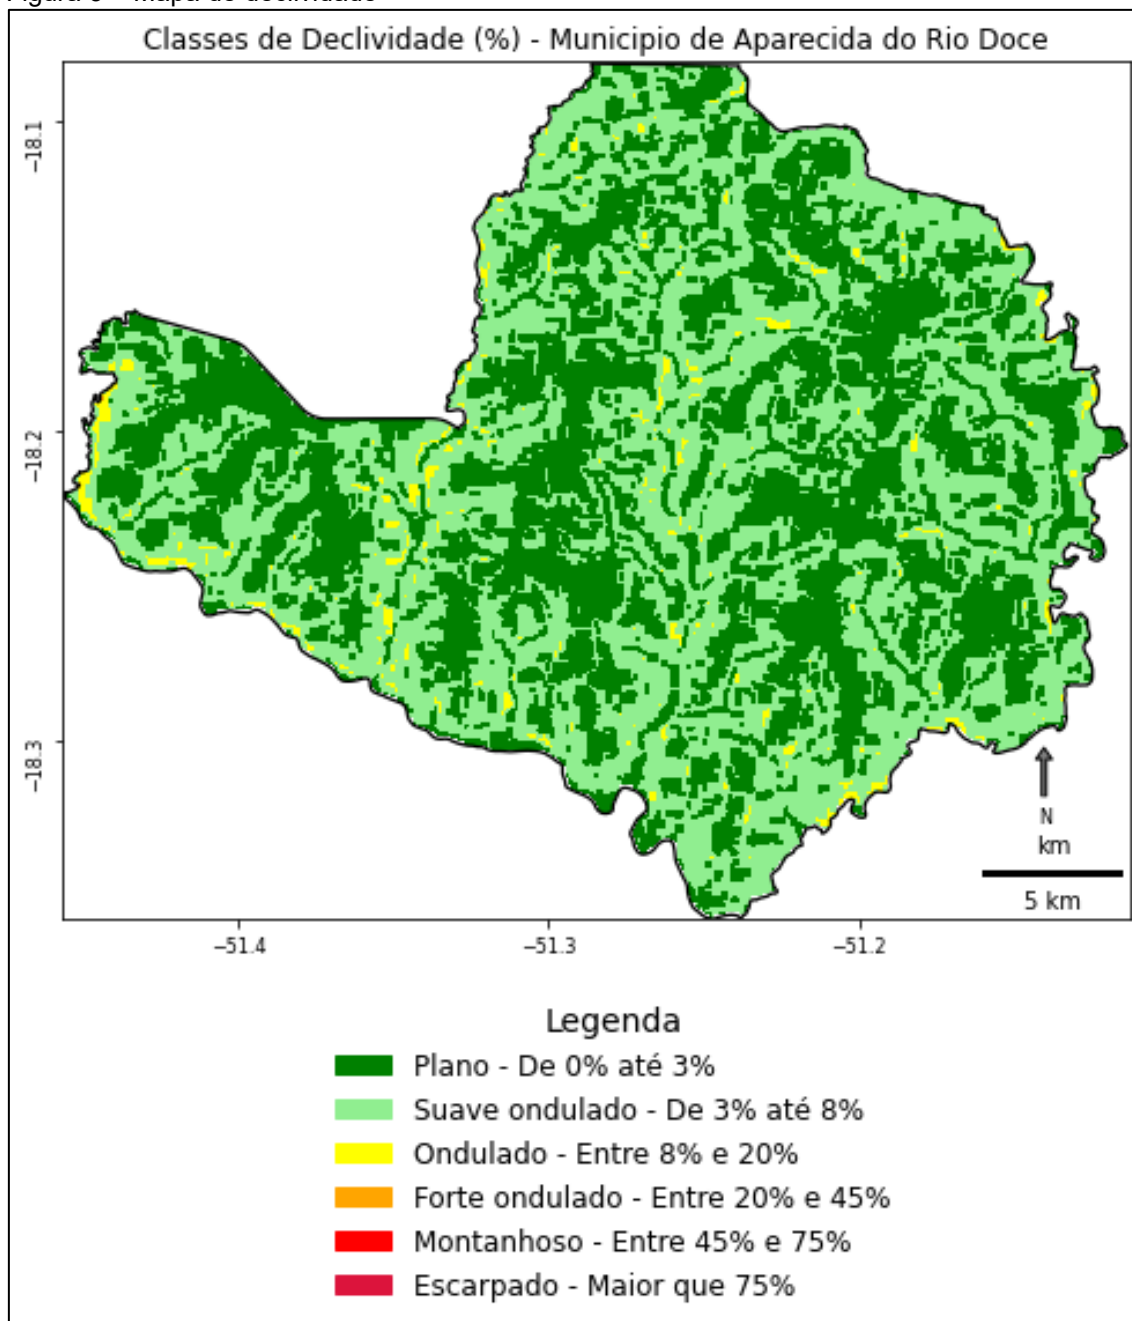 Classes de Declividade (%) - Municipio de Aparecida do Rio Doce
−18.1
−18.2
−18.3
N
km
5 km
−51.4
−51.3
−51.2
Legenda
Plano - De 0% até 3%
Suave ondulado - De 3% até 8%
Ondulado - Entre 8% e 20%
Forte ondulado - Entre 20% e 45%
Montanhoso - Entre 45% e 75%
Escarpado - Maior que 75%